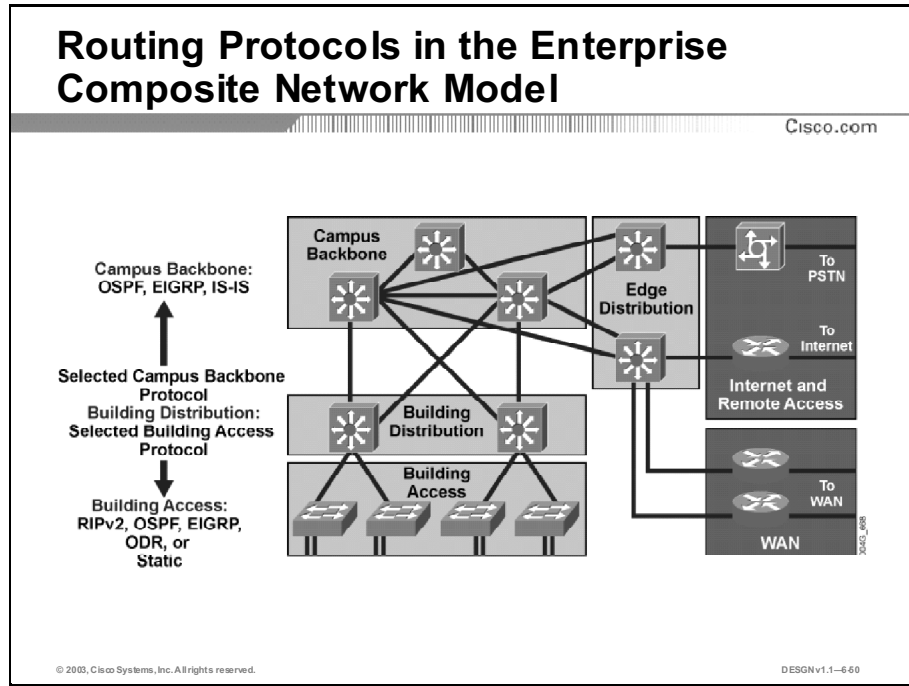 Routing Protocols in the Enterprise
Composite Network Model
Cisco.com
Campus Backbone:
OSPF, EIGRP, IS-IS
Selected Campus Backbone
Protocol
Building Distribution:
Selected Building Access
Protocol
Building Access:
RIPv2, OSPF, EIGRP,
ODR, or
Static
Campus
Backbone
Edge
Distribution
To
PSTN
To
Internet
Internet and
Remote Access
Building
Distribution
Building
Access
To
WAN
WAN
© 2003, Cisco Systems, Inc. All rights reserved.
DESGN v1.1—6-50